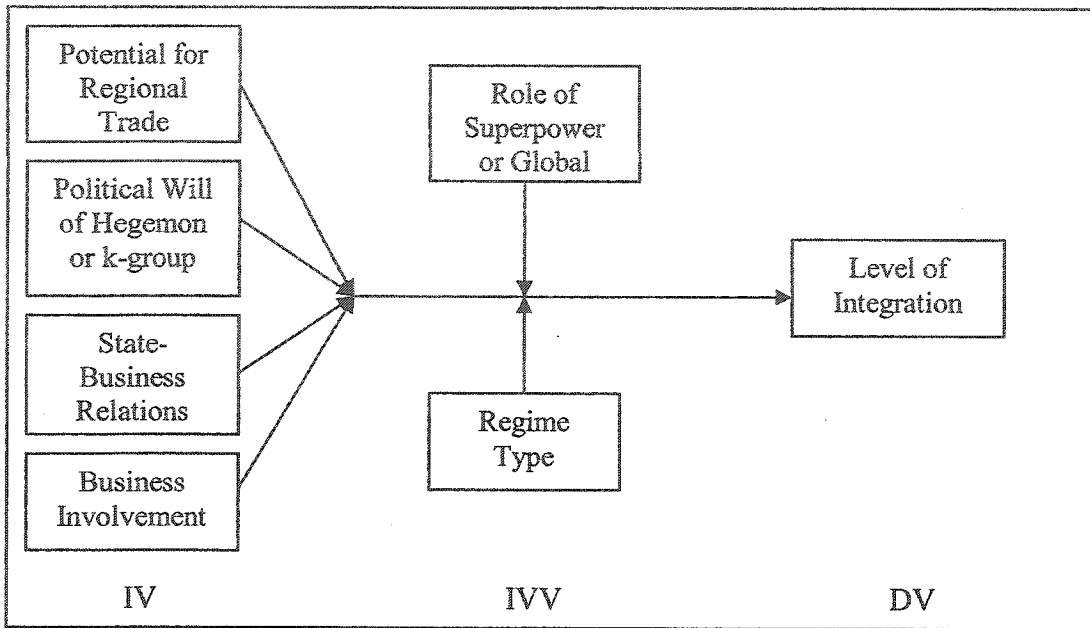 Potential for
Regional
Trade
Political Will
of Hegemon
or k-group
State-
Business
Relations
Business
Involvement
IV
Role of
Superpower
or Global
Regime
Type
IVV
Level of
Integration
DV